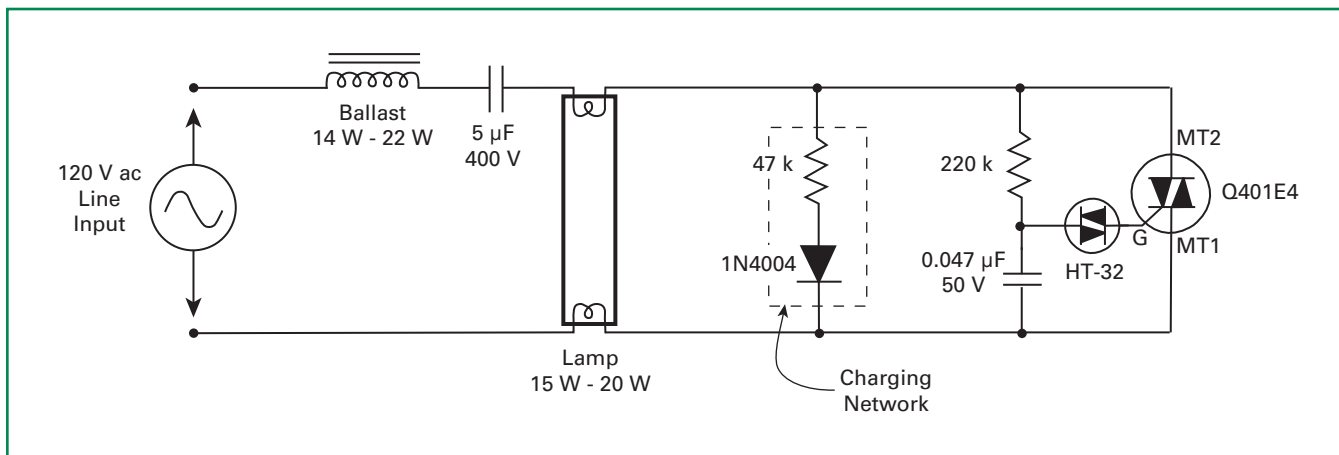 120 V ac
Line
Input
Ballast
14 W - 22 W
5 µF
400 V
Lamp
15 W - 20 W
47 k
1N4004
Charging
Network
220 k
0.047 µF
50 V
HT-32
G
MT2
Q401E4
MT1